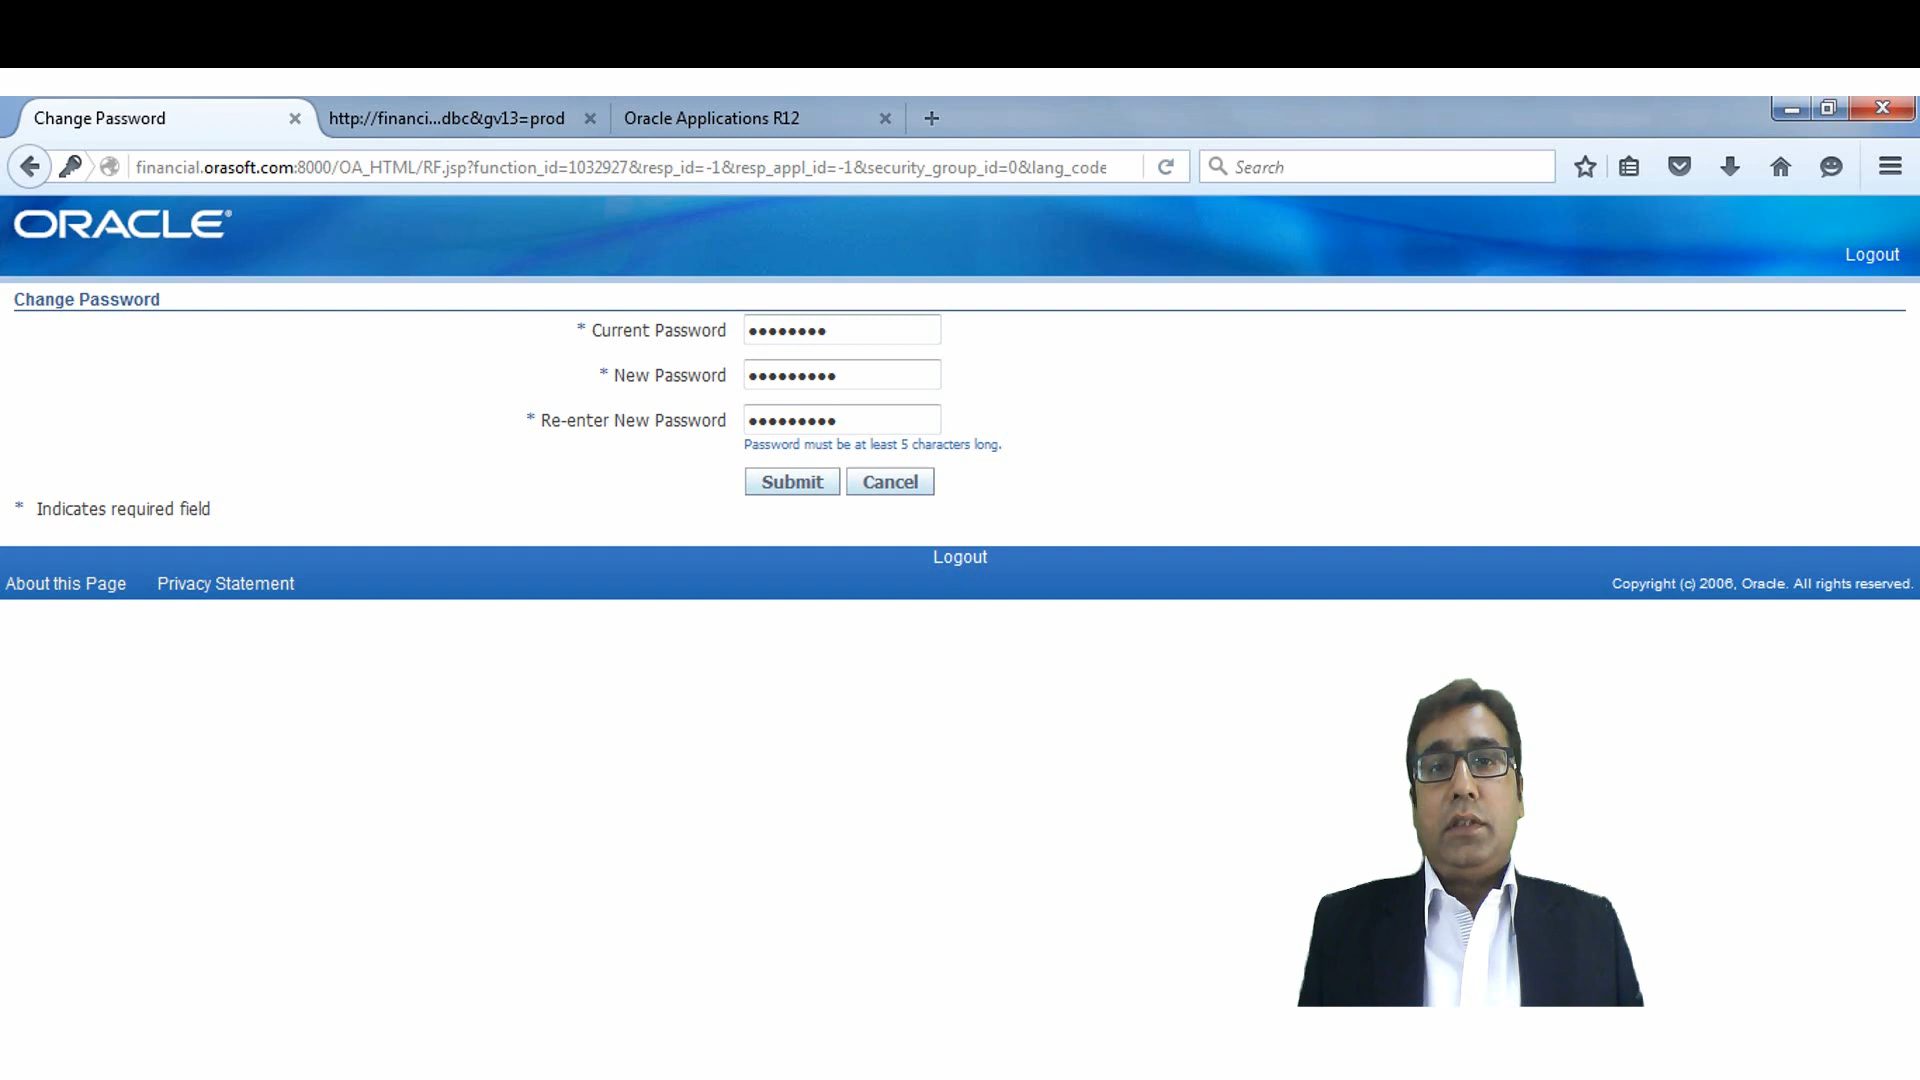 Change Password
http://financi...dbc&gv13=prod
Oracle Applications R12
financial.orasoft.com:8000/OA_HTML/RF.jsp?function_id=1032927&resp_id=-1&resp_appl_id=-1&security_group_id=0&lang_code
Search
ORACLE
Logout
Change Password
* Current Password
* New Password
* Re-enter New Password
Password must be at least 5 characters long.
Submit Cancel
* Indicates required field
Logout
About this Page Privacy Statement Copyright (c) 2006, Oracle. All rights reserved.